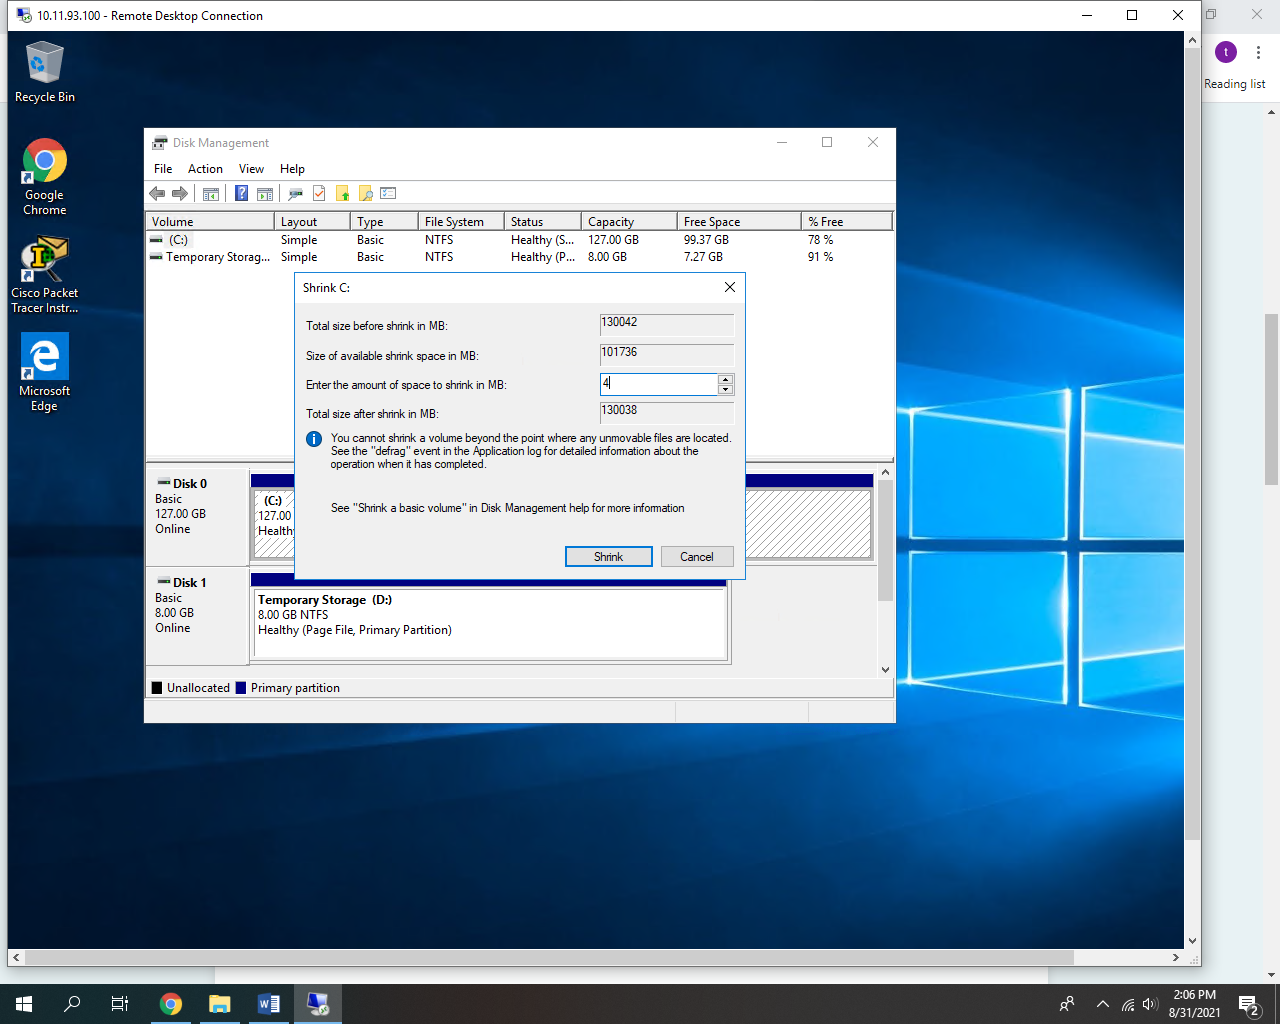 10.11.93.100 - Remote Desktop Connection
t
Reading list
Recycle Bin
Google
Chrome
Cisco Packet
Tracer Instr...
Microsoft
Edge
Disk Management
File Action View Help
Volume Layout Type File System Status Capacity Free Space % Free
(C:) Simple Basic NTFS Healthy (S... 127.00 GB 99.37 GB 78 %
Temporary Storag... Simple Basic NTFS Healthy (P... 8.00 GB 7.27 GB 91 %
Shrink C:
Total size before shrink in MB: 130042
Size of available shrink space in MB: 101736
Enter the amount of space to shrink in MB: 4
Total size after shrink in MB: 130038
You cannot shrink a volume beyond the point where any unmovable files are located.
See the "defrag" event in the Application log for detailed information about the
operation when it has completed.
See "Shrink a basic volume" in Disk Management help for more information
Shrink Cancel
Disk 0
Basic
127.00 GB
Online
(C:)
127.00
Health
Disk 1
Basic
8.00 GB
Online
Temporary Storage (D:)
8.00 GB NTFS
Healthy (Page File, Primary Partition)
Unallocated Primary partition
2:06 PM
8/31/2021
2